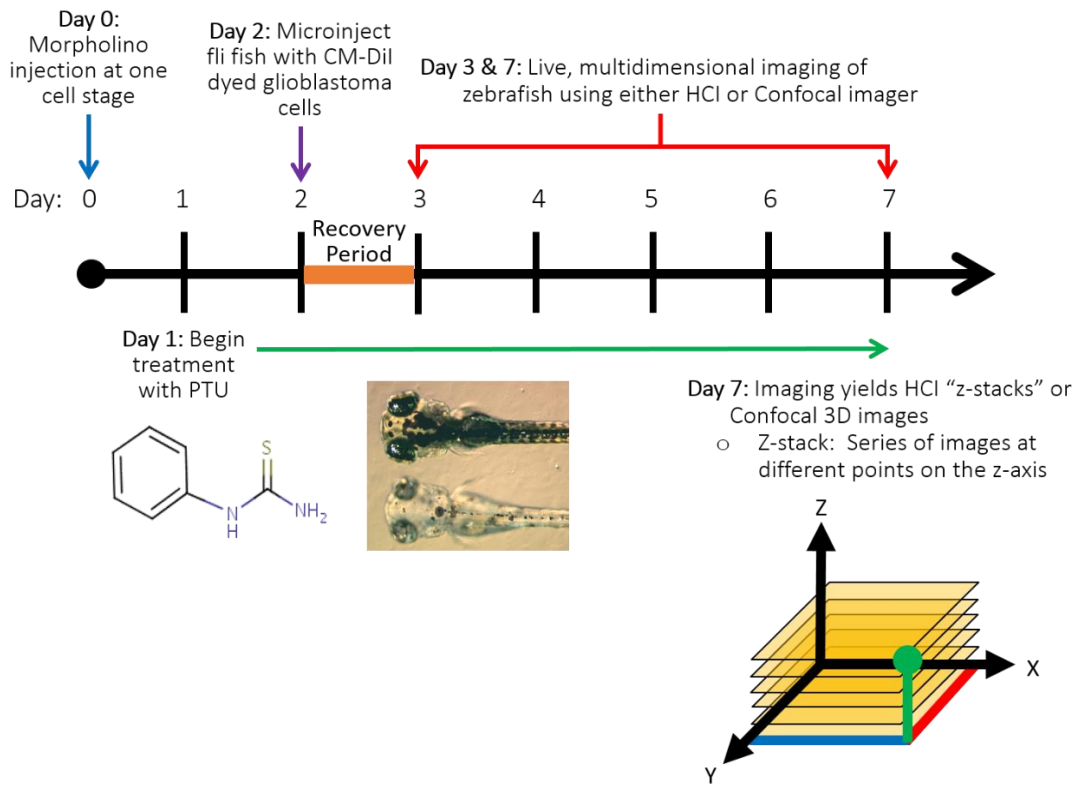 Day 0:
Morpholino
injection at one
cell stage
Day 2: Microinject
fli fish with CM-DiI
dyed glioblastoma
cells
Day 3 & 7: Live, multidimensional imaging of
zebrafish using either HCI or Confocal imager
Day: 0 1 2 3 4 5 6 7
Recovery
Period
Day 1: Begin
treatment
with PTU
S
N
H
NH2
Day 7: Imaging yields HCI “z-stacks” or
Confocal 3D images
o Z-stack: Series of images at
different points on the z-axis
Z
X
Y